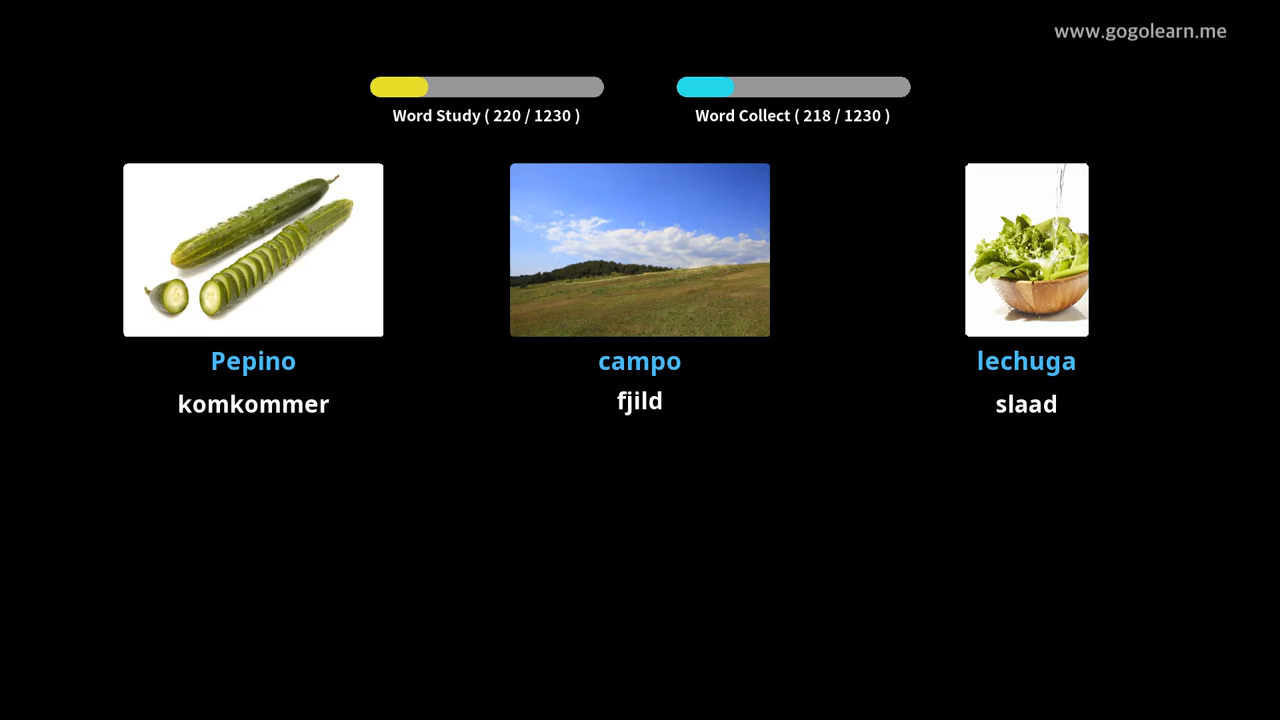 www.gogolearn.me
Word Study ( 220 / 1230 )
Word Collect ( 218 / 1230 )
Pepino
campo
lechuga
komkommer
fjild
slaad